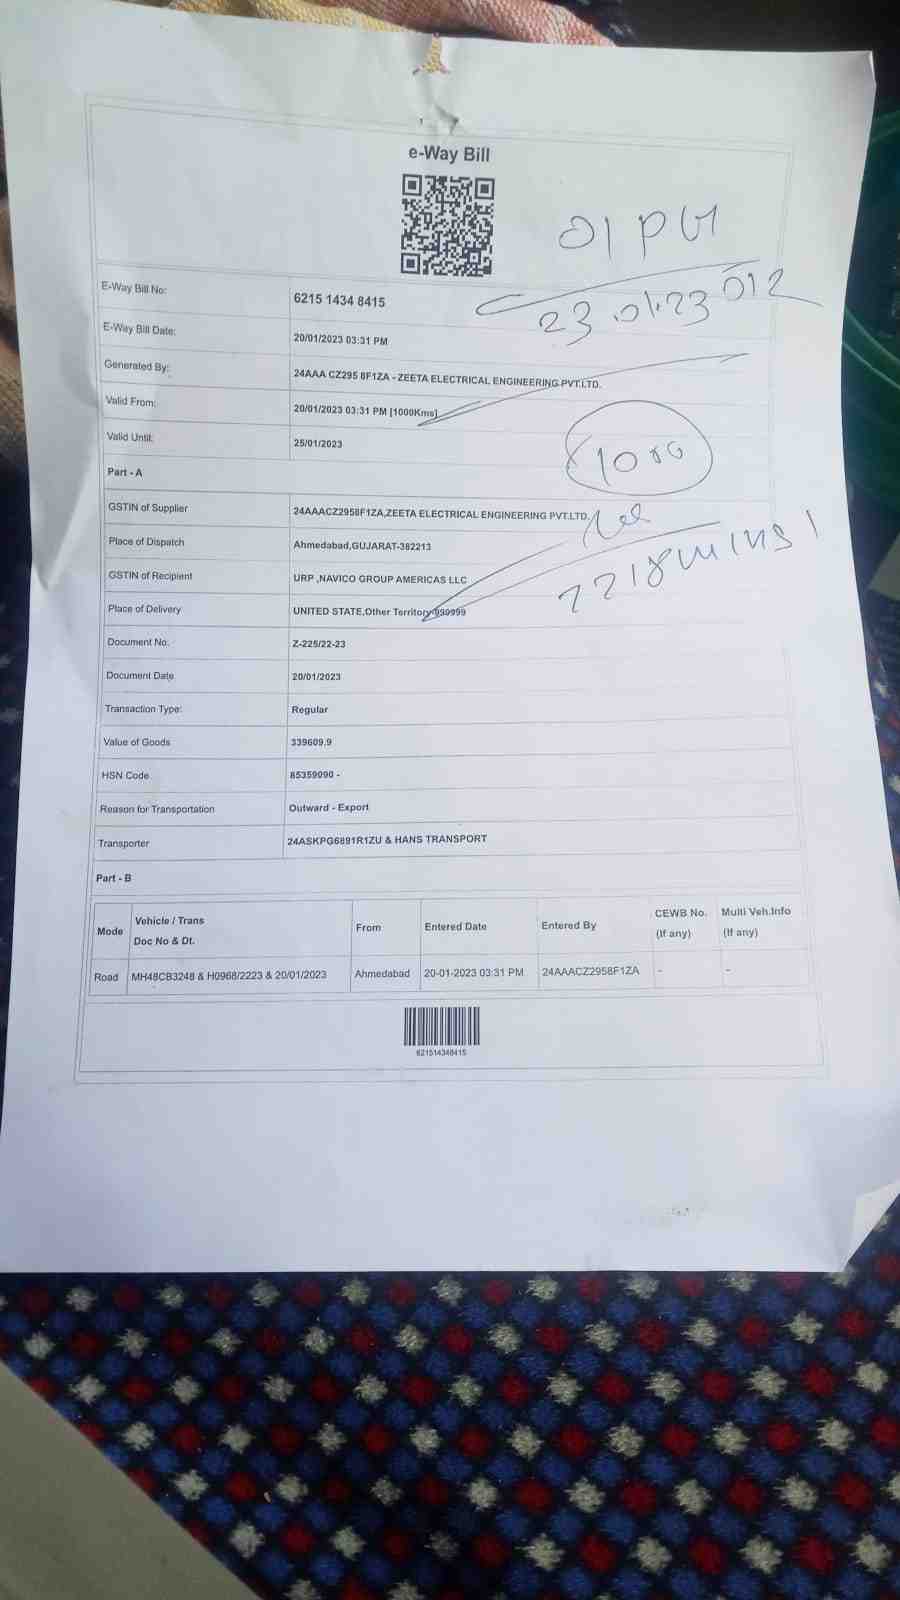 e-Way Bill
01 PM
23.01.23 012
E-Way Bill No: 6215 1434 8415
E-Way Bill Date: 20/01/2023 03:31 PM
Generated By: 24AAA CZ295 8F1ZA - ZEETA ELECTRICAL ENGINEERING PVT.LTD.
Valid From: 20/01/2023 03:31 PM [1000Kms]
Valid Until: 25/01/2023
Part - A
GSTIN of Supplier 24AAACZ2958F1ZA,ZEETA ELECTRICAL ENGINEERING PVT.LTD.
Place of Dispatch Ahmedabad,GUJARAT-382213
GSTIN of Recipient URP ,NAVICO GROUP AMERICAS LLC
Place of Delivery UNITED STATE,Other Territory-999999
Document No. Z-225/22-23
Document Date 20/01/2023
Transaction Type: Regular
Value of Goods 339609.9
HSN Code 85359090 -
Reason for Transportation Outward - Export
Transporter 24ASKPG6891R1ZU & HANS TRANSPORT
Part - B
Mode Vehicle / Trans Doc No & Dt. From Entered Date Entered By CEWB No. (If any) Multi Veh.Info (If any)
Road MH48CB3248 & H0968/2223 & 20/01/2023 Ahmedabad 20-01-2023 03:31 PM 24AAACZ2958F1ZA - -
621514348415